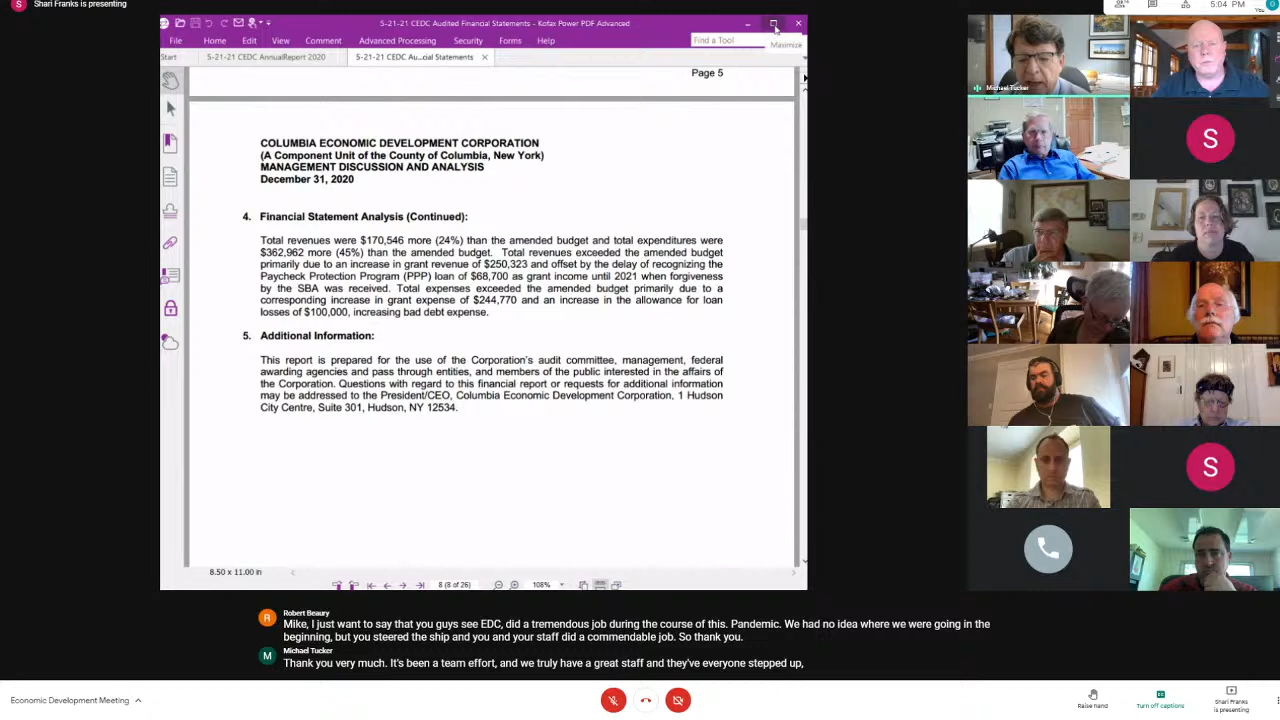 Shari Franks is presenting
5:04 PM
You
5-21-21 CEDC Audited Financial Statements - Kofax Power PDF Advanced
File Home Edit View Comment Advanced Processing Security Forms Help
Find a Tool
Maximize
Start 5-21-21 CEDC AnnualReport 2020 5-21-21 CEDC Au...cial Statements
Page 5
COLUMBIA ECONOMIC DEVELOPMENT CORPORATION
(A Component Unit of the County of Columbia, New York)
MANAGEMENT DISCUSSION AND ANALYSIS
December 31, 2020
4. Financial Statement Analysis (Continued):
Total revenues were $170,546 more (24%) than the amended budget and total expenditures were
$362,962 more (45%) than the amended budget. Total revenues exceeded the amended budget
primarily due to an increase in grant revenue of $250,323 and offset by the delay of recognizing the
Paycheck Protection Program (PPP) loan of $68,700 as grant income until 2021 when forgiveness
by the SBA was received. Total expenses exceeded the amended budget primarily due to a
corresponding increase in grant expense of $244,770 and an increase in the allowance for loan
losses of $100,000, increasing bad debt expense.
5. Additional Information:
This report is prepared for the use of the Corporation's audit committee, management, federal
awarding agencies and pass through entities, and members of the public interested in the affairs of
the Corporation. Questions with regard to this financial report or requests for additional information
may be addressed to the President/CEO, Columbia Economic Development Corporation, 1 Hudson
City Centre, Suite 301, Hudson, NY 12534.
8.50 x 11.00 in
8 (8 of 26)
108%
Michael Tucker
S
S
R
Robert Beaury
Mike, I just want to say that you guys see EDC, did a tremendous job during the course of this. Pandemic. We had no idea where we were going in the
beginning, but you steered the ship and you and your staff did a commendable job. So thank you.
M
Michael Tucker
Thank you very much. It's been a team effort, and we truly have a great staff and they've everyone stepped up,
Economic Development Meeting
Raise hand
Turn off captions
Shari Franks
is presenting